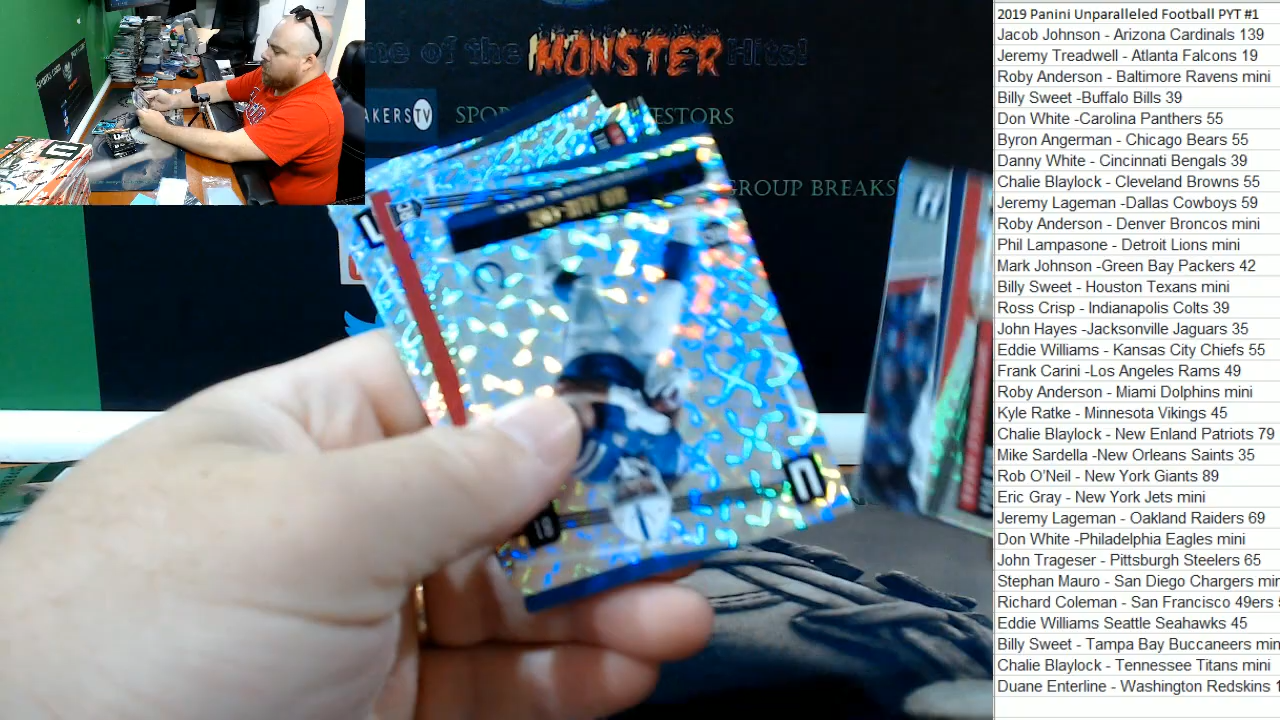 me of the MONSTER Hits!
AKERSTV
SPO
ESTORS
GROUP BREAKS
2019 Panini Unparalleled Football PYT #1
Jacob Johnson - Arizona Cardinals 139
Jeremy Treadwell - Atlanta Falcons 19
Roby Anderson - Baltimore Ravens mini
Billy Sweet -Buffalo Bills 39
Don White -Carolina Panthers 55
Byron Angerman - Chicago Bears 55
Danny White - Cincinnati Bengals 39
Chalie Blaylock - Cleveland Browns 55
Jeremy Lageman -Dallas Cowboys 59
Roby Anderson - Denver Broncos mini
Phil Lampasone - Detroit Lions mini
Mark Johnson -Green Bay Packers 42
Billy Sweet - Houston Texans mini
Ross Crisp - Indianapolis Colts 39
John Hayes -Jacksonville Jaguars 35
Eddie Williams - Kansas City Chiefs 55
Frank Carini -Los Angeles Rams 49
Roby Anderson - Miami Dolphins mini
Kyle Ratke - Minnesota Vikings 45
Chalie Blaylock - New Enland Patriots 79
Mike Sardella -New Orleans Saints 35
Rob O'Neil - New York Giants 89
Eric Gray - New York Jets mini
Jeremy Lageman - Oakland Raiders 69
Don White -Philadelphia Eagles mini
John Trageser - Pittsburgh Steelers 65
Stephan Mauro - San Diego Chargers min
Richard Coleman - San Francisco 49ers
Eddie Williams Seattle Seahawks 45
Billy Sweet - Tampa Bay Buccaneers min
Chalie Blaylock - Tennessee Titans mini
Duane Enterline - Washington Redskins 1